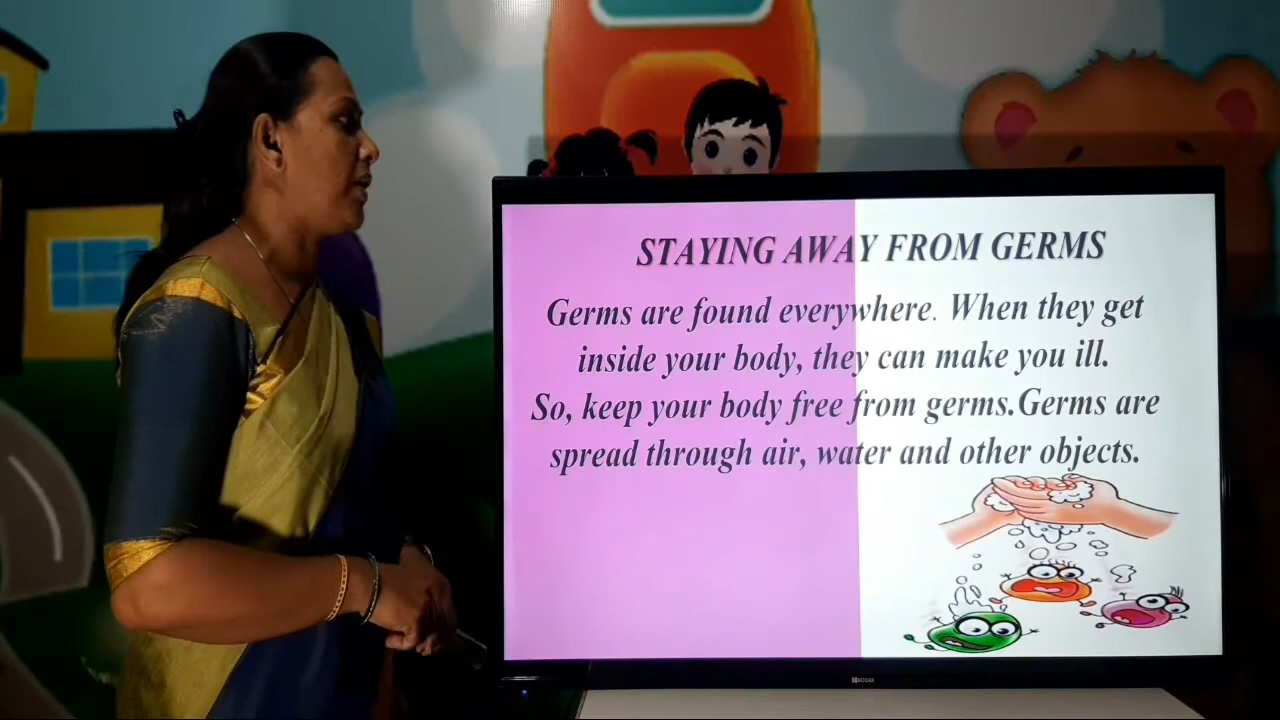 STAYING AWAY FROM GERMS
Germs are found everywhere. When they get
inside your body, they can make you ill.
So, keep your body free from germs.Germs are
spread through air, water and other objects.
KODAK